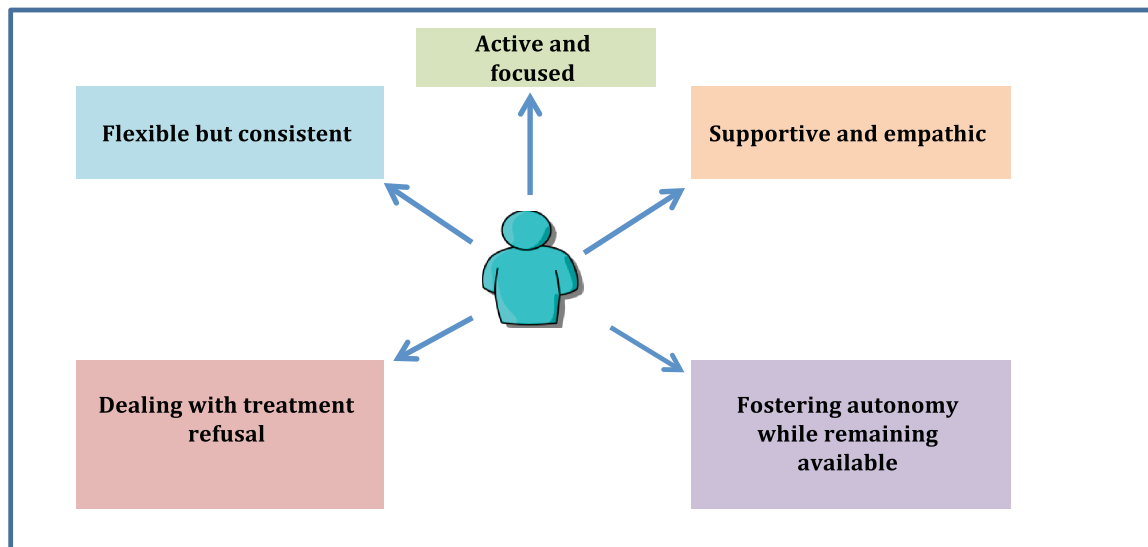 Active and
focused
Flexible but consistent
Supportive and empathic
Dealing with treatment
refusal
Fostering autonomy
while remaining
available